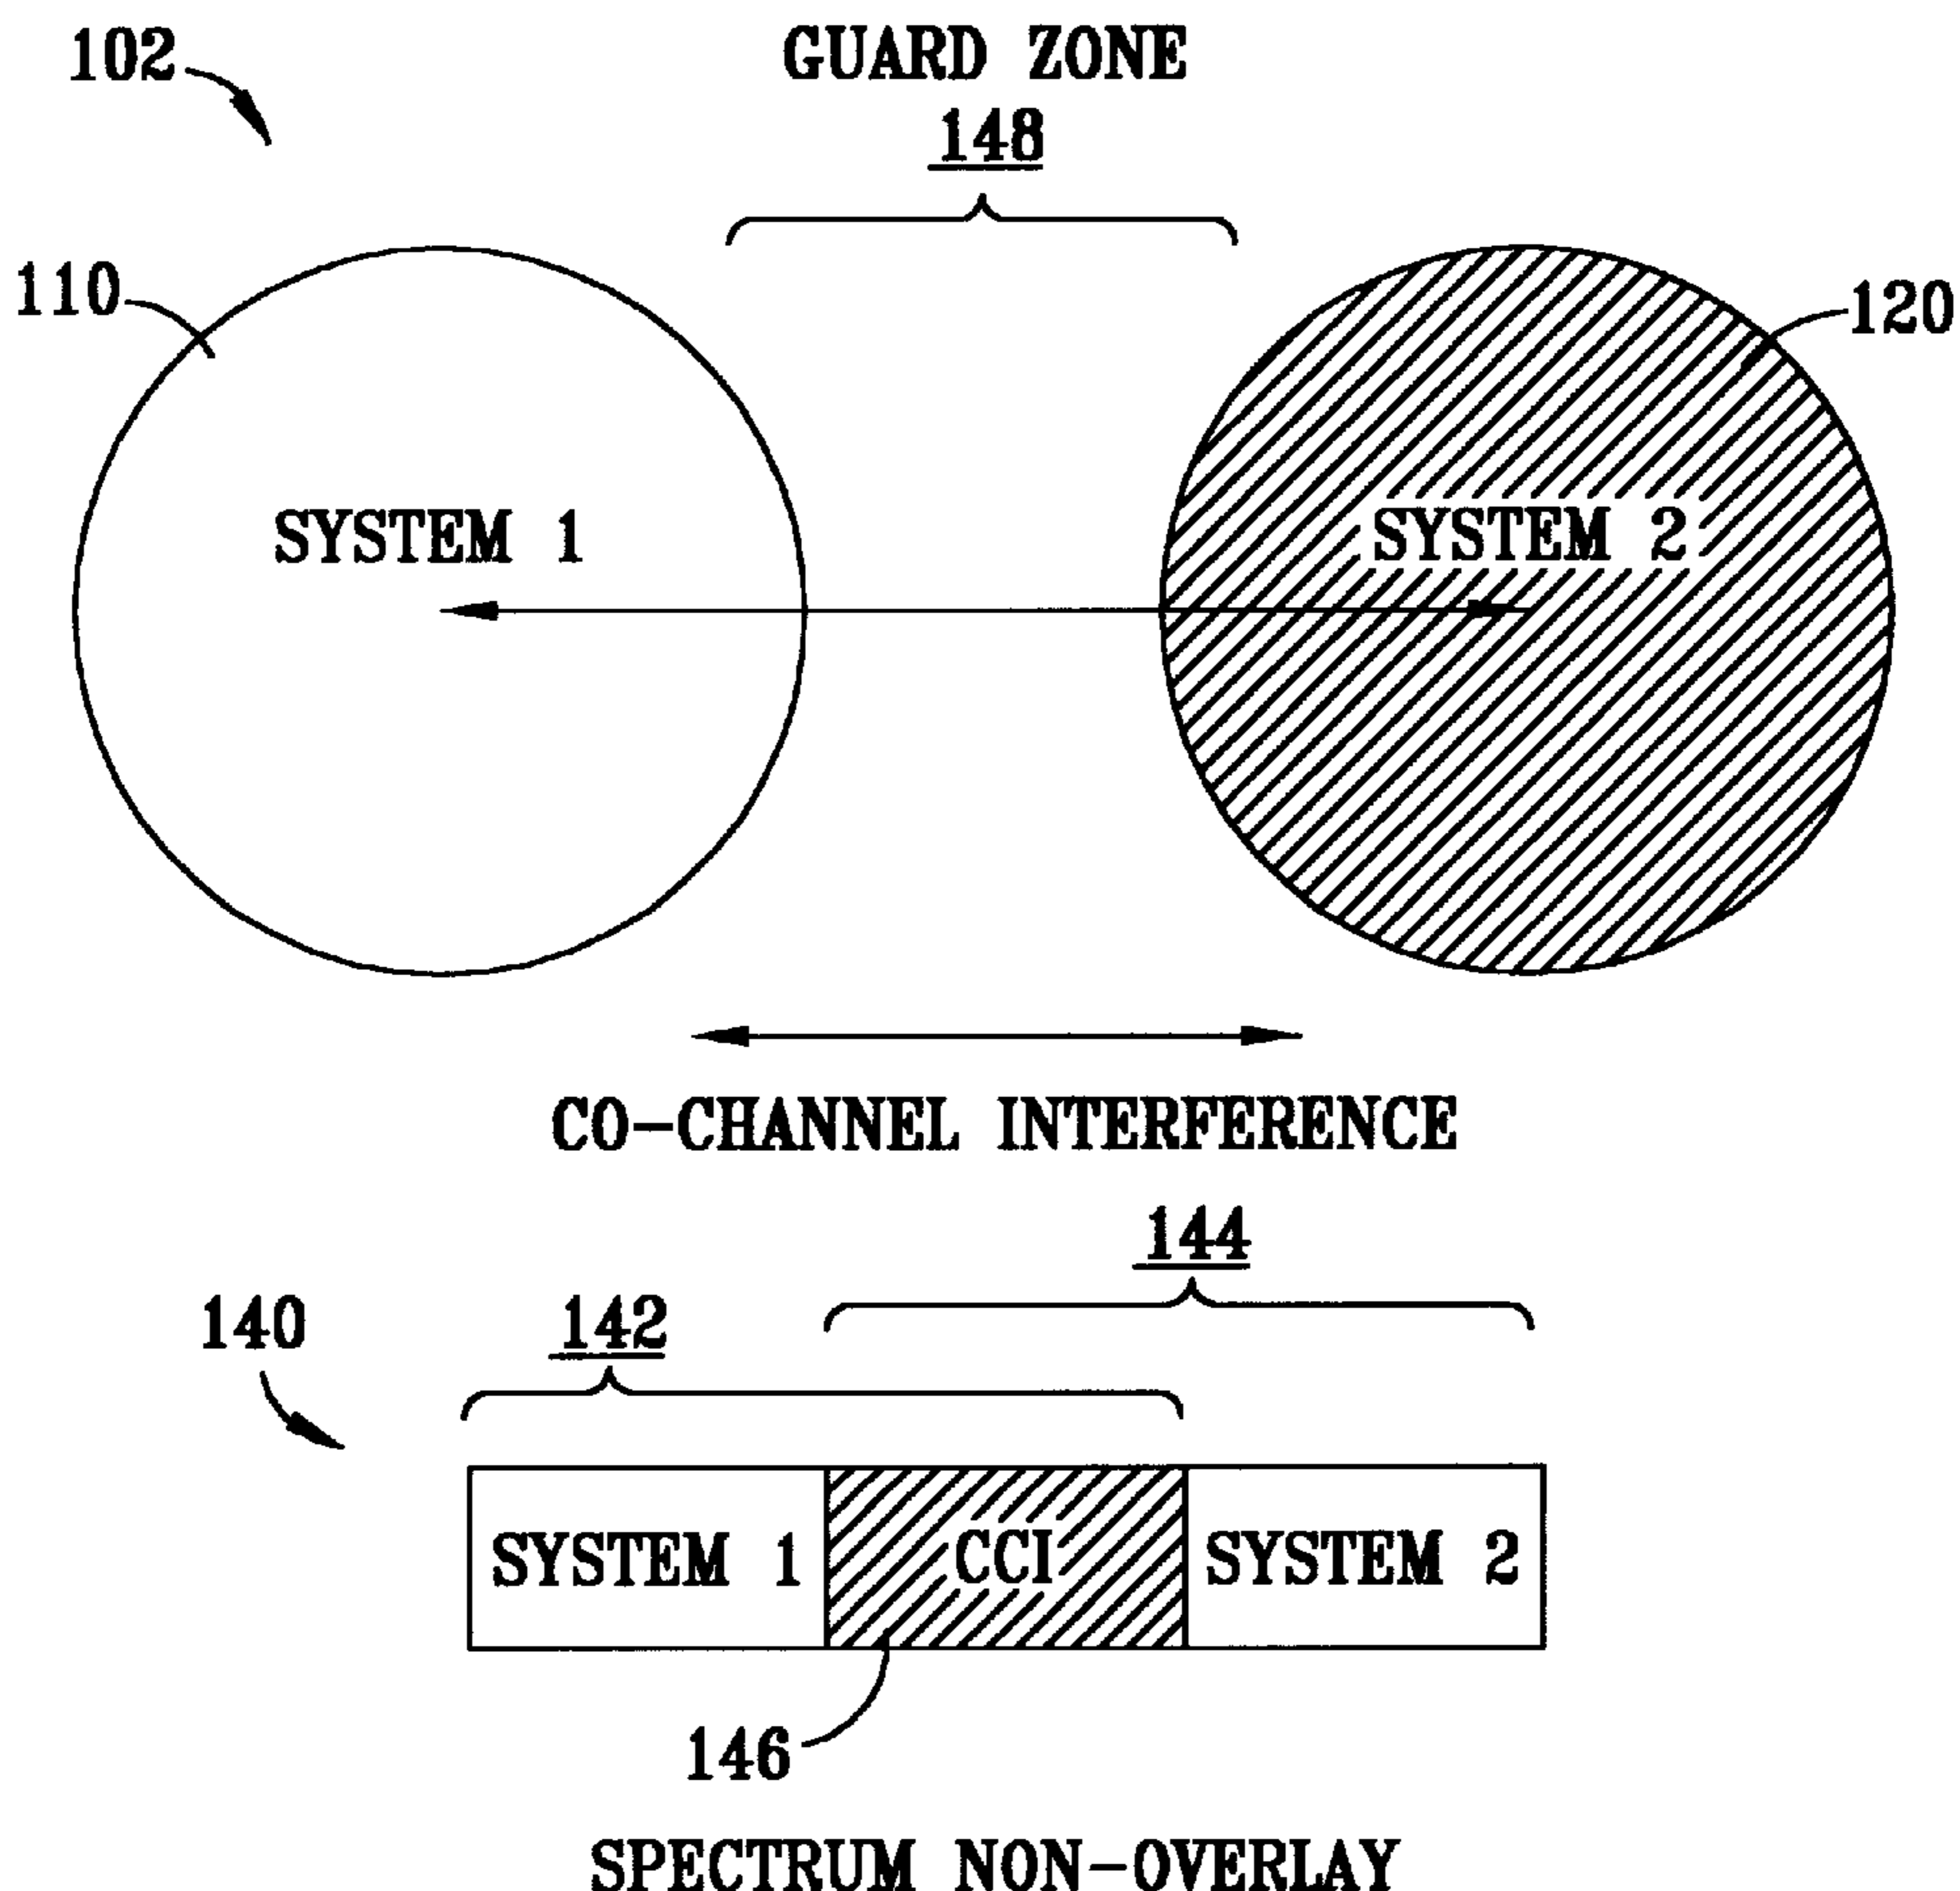 102
GUARD ZONE
148
110
120
SYSTEM 1
SYSTEM 2
CO-CHANNEL INTERFERENCE
144
140
142
SYSTEM 1
CCI
SYSTEM 2
146
SPECTRUM NON-OVERLAY